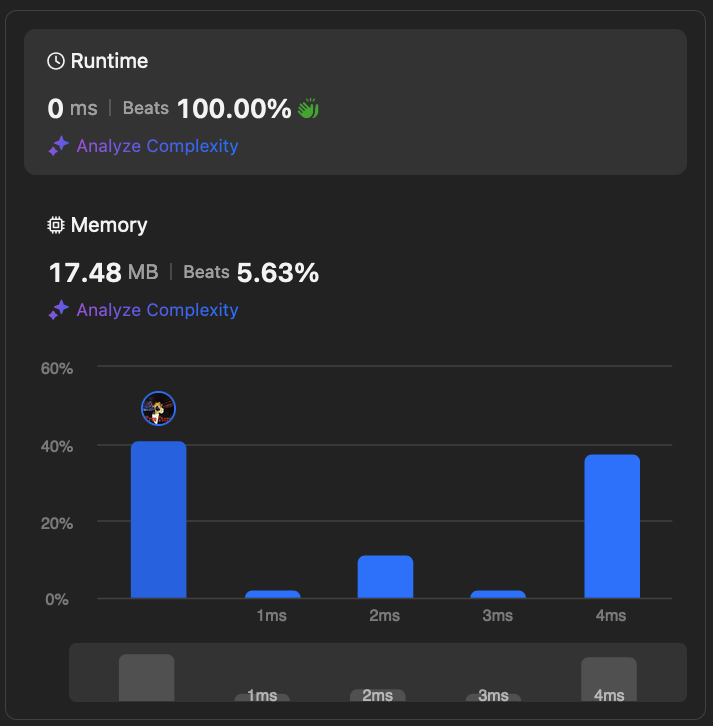 Runtime
0 ms | Beats 100.00%
Analyze Complexity
Memory
17.48 MB | Beats 5.63%
Analyze Complexity
60%
40%
20%
0%
1ms 2ms 3ms 4ms
1ms 2ms 3ms 4ms